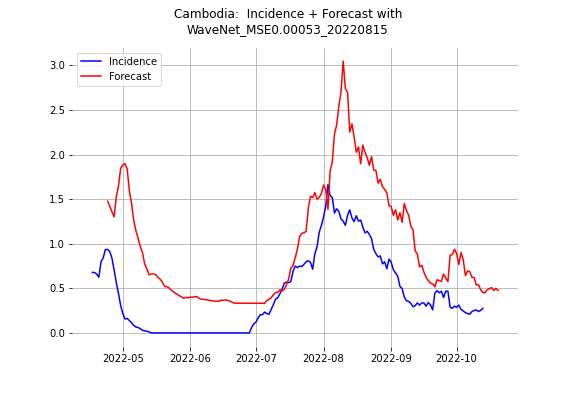 Cambodia:  Incidence + Forecast with
WaveNet_MSE0.00053_20220815
Incidence
Forecast
3.0
2.5
2.0
1.5
1.0
0.5
0.0
2022-05 2022-06 2022-07 2022-08 2022-09 2022-10